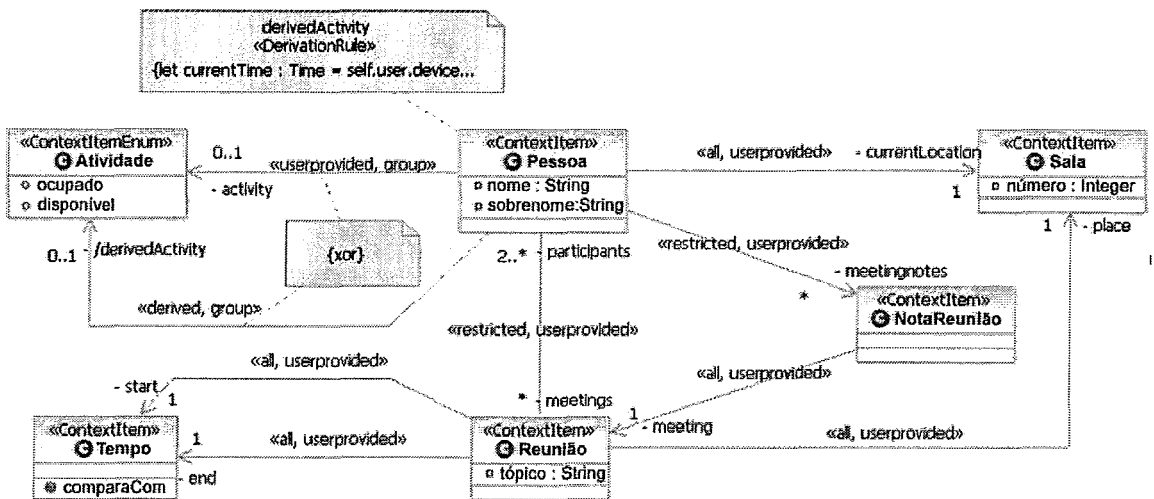 derivedActivity
«DerivationRule»
{let currentTime : Time = self.user.device...
«ContextItemEnum»
Atividade
ocupado
disponível
0..1
«userprovided, group»
- activity
«ContextItem»
Pessoa
nome : String
sobrenome:String
«all, userprovided»
- currentLocation
1
«ContextItem»
Sala
número : Integer
0..1
- /derivedActivity
{xor}
2..*
- participants
«restricted, userprovided»
1
- place
- meetingnotes
*
«ContextItem»
NotaReunião
«derived, group»
«restricted, userprovided»
«all, userprovided»
- start
1
«all, userprovided»
* - meetings
1
- meeting
«ContextItem»
Tempo
comparaCom
1
«all, userprovided»
- end
«ContextItem»
Reunião
tópico : String
«all, userprovided»